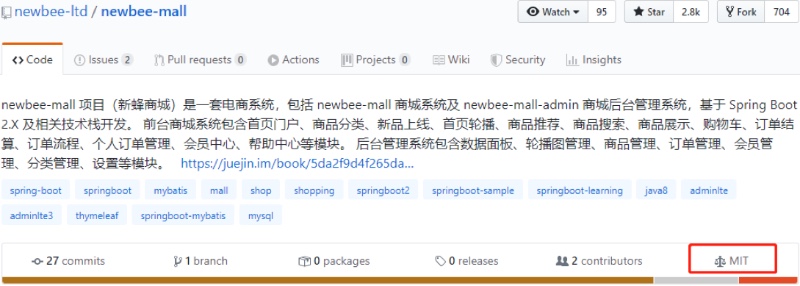 newbee-ltd / newbee-mall
Watch 95 Star 2.8k Fork 704
Code Issues 2 Pull requests 0 Actions Projects 0 Wiki Security Insights
newbee-mall 项目（新蜂商城）是一套电商系统，包括 newbee-mall 商城系统及 newbee-mall-admin 商城后台管理系统，基于 Spring Boot
2.X 及相关技术栈开发。 前台商城系统包含首页门户、商品分类、新品上线、首页轮播、商品推荐、商品搜索、商品展示、购物车、订单结
算、订单流程、个人订单管理、会员中心、帮助中心等模块。 后台管理系统包含数据面板、轮播图管理、商品管理、订单管理、会员管
理、分类管理、设置等模块。 https://juejin.im/book/5da2f9d4f265da...
spring-boot springboot mybatis mall shop shopping springboot2 springboot-sample springboot-learning java8 adminlte
adminlte3 thymeleaf springboot-mybatis mysql
27 commits 1 branch 0 packages 0 releases 2 contributors MIT